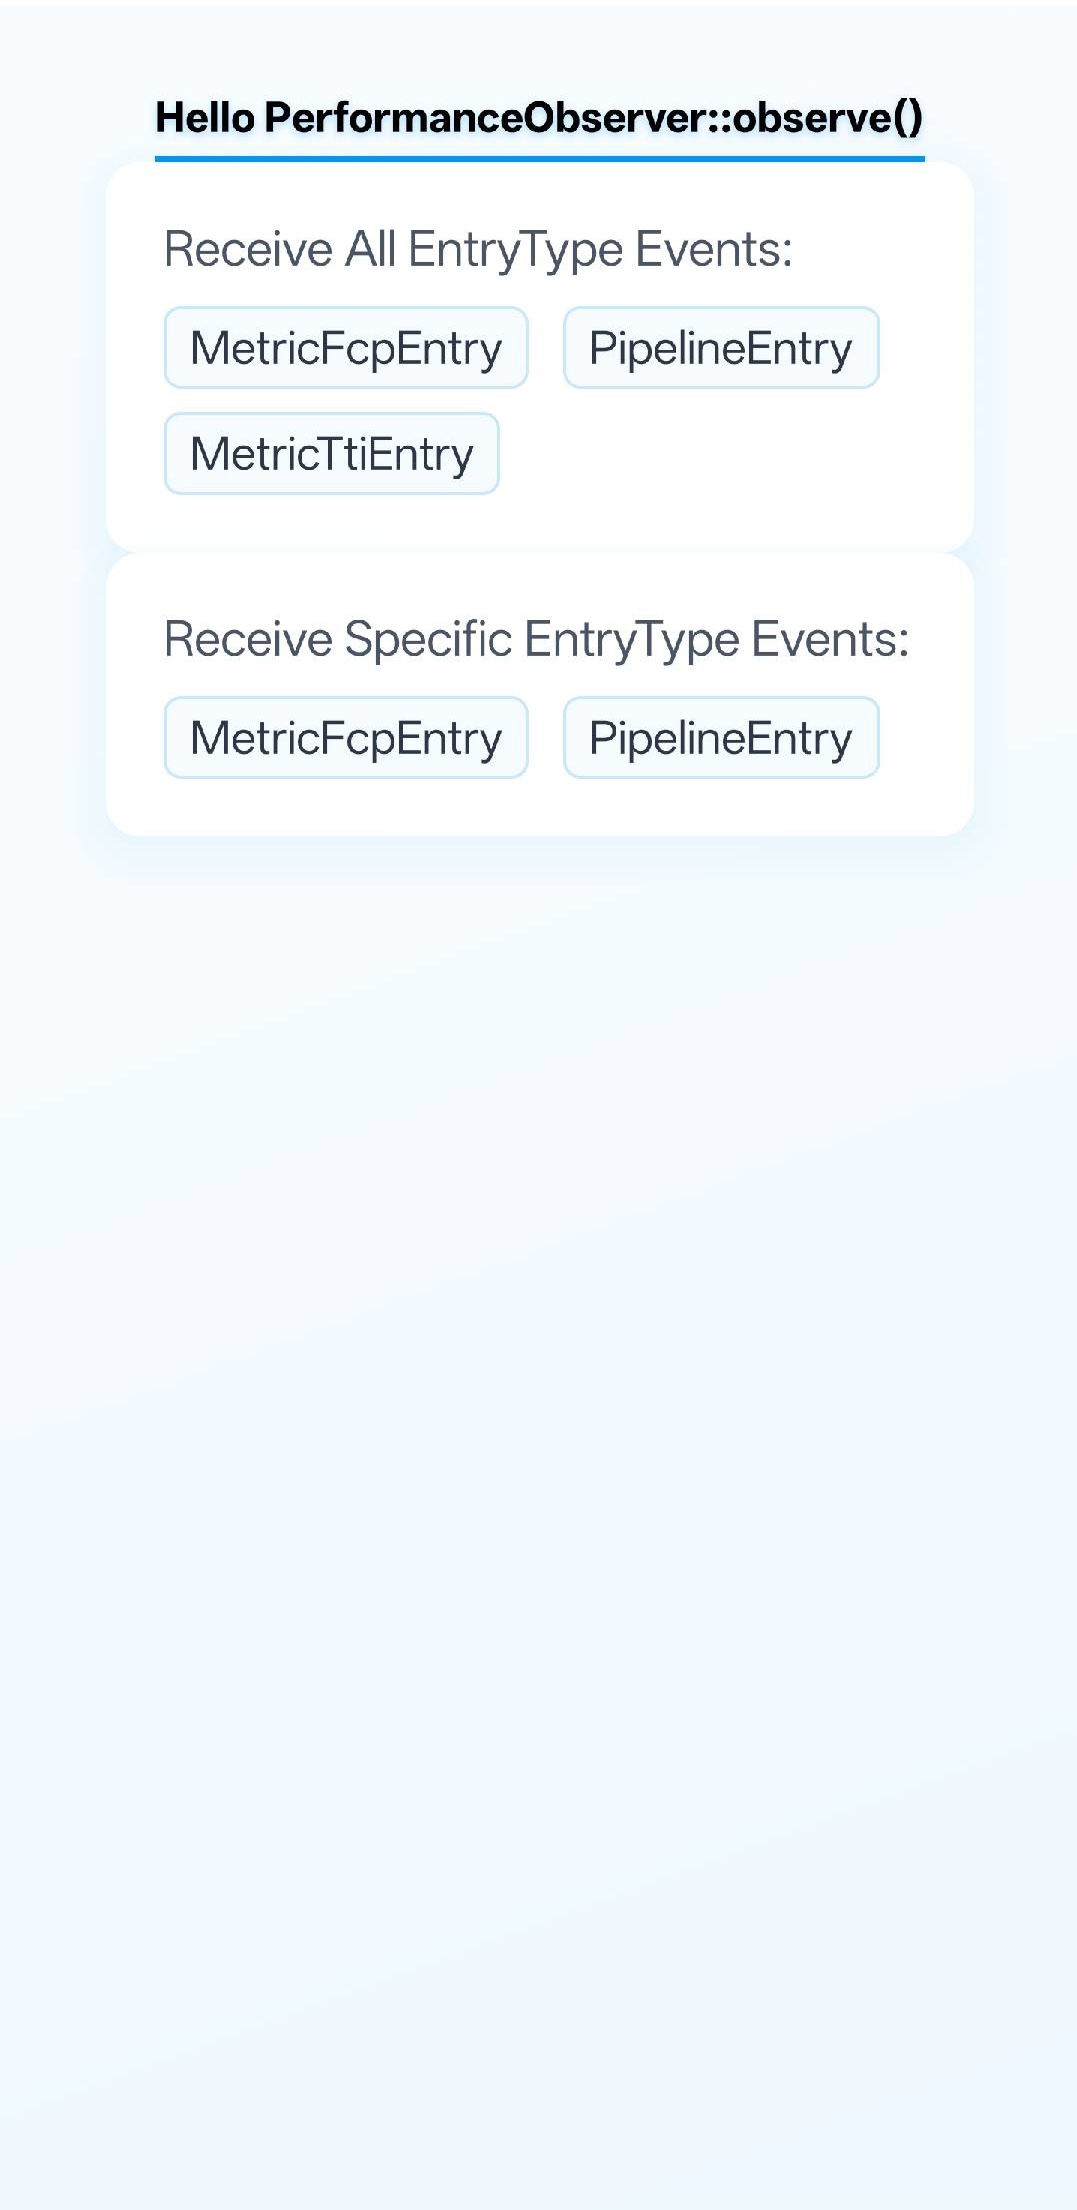 Hello PerformanceObserver::observe()
Receive All EntryType Events:
MetricFcpEntry PipelineEntry
MetricTtiEntry
Receive Specific EntryType Events:
MetricFcpEntry PipelineEntry